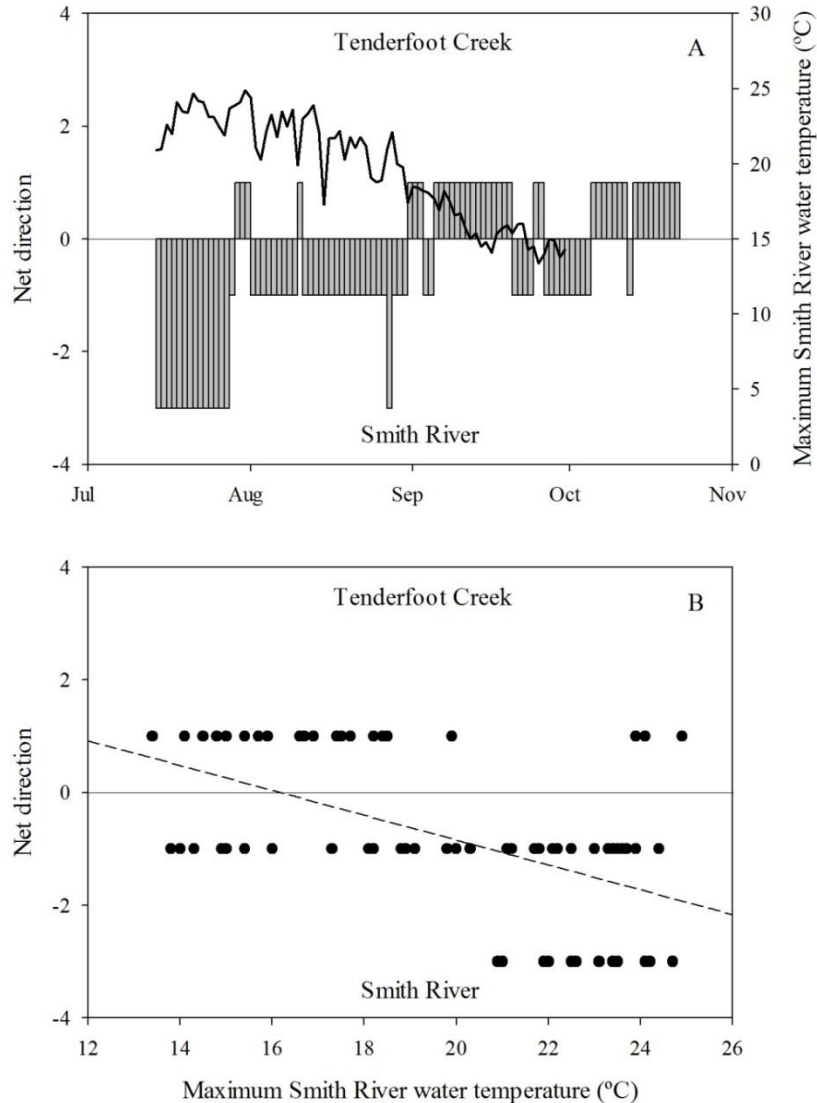 4
2
0
-2
-4
Net direction
Tenderfoot Creek
A
Smith River
30
25
20
15
10
5
0
Maximum Smith River water temperature (ºC)
Jul Aug Sep Oct Nov
4
2
0
-2
-4
Net direction
Tenderfoot Creek
B
Smith River
12 14 16 18 20 22 24 26
Maximum Smith River water temperature (ºC)